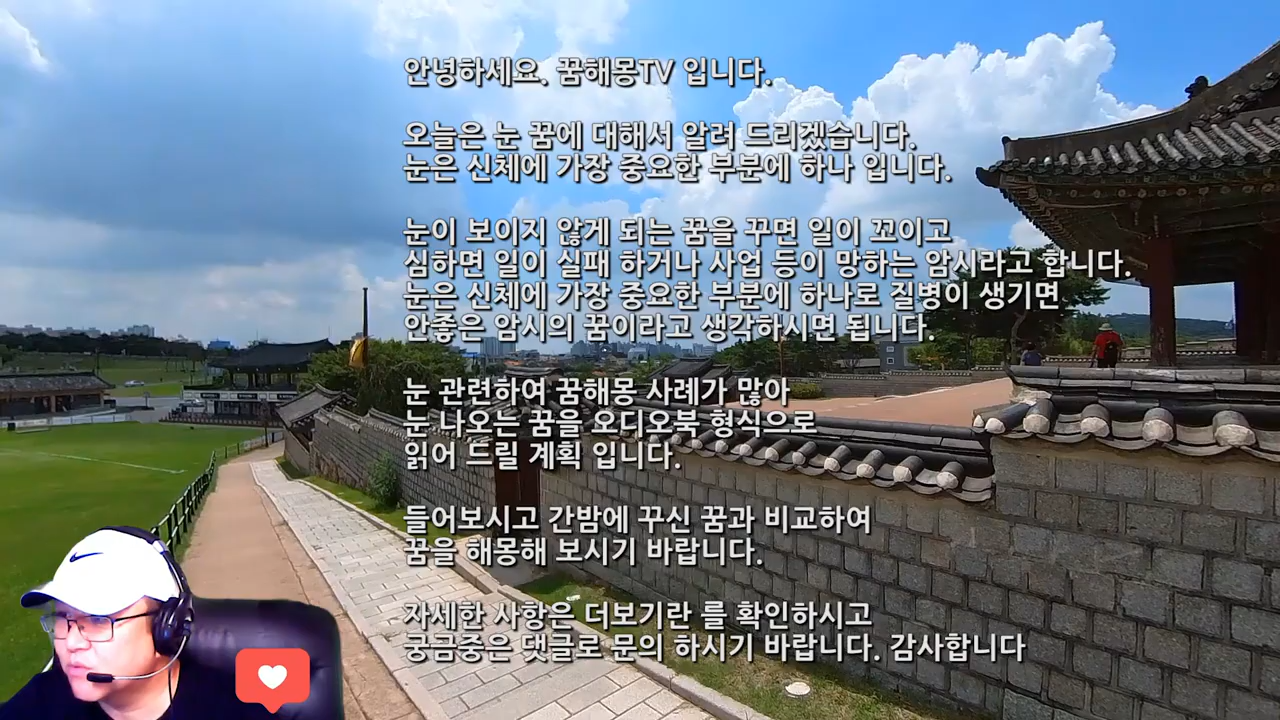 안녕하세요. 꿈해몽TV 입니다.
오늘은 눈 꿈에 대해서 알려 드리겠습니다.
눈은 신체에 가장 중요한 부분에 하나 입니다.
눈이 보이지 않게 되는 꿈을 꾸면 일이 꼬이고
심하면 일이 실패 하거나 사업 등이 망하는 암시라고 합니다.
눈은 신체에 가장 중요한 부분에 하나로 질병이 생기면
안좋은 암시의 꿈이라고 생각하시면 됩니다.
눈 관련하여 꿈해몽 사례가 많아
눈 나오는 꿈을 오디오북 형식으로
읽어 드릴 계획 입니다.
들어보시고 간밤에 꾸신 꿈과 비교하여
꿈을 해몽해 보시기 바랍니다.
자세한 사항은 더보기란 를 확인하시고
궁금중은 댓글로 문의 하시기 바랍니다. 감사합니다